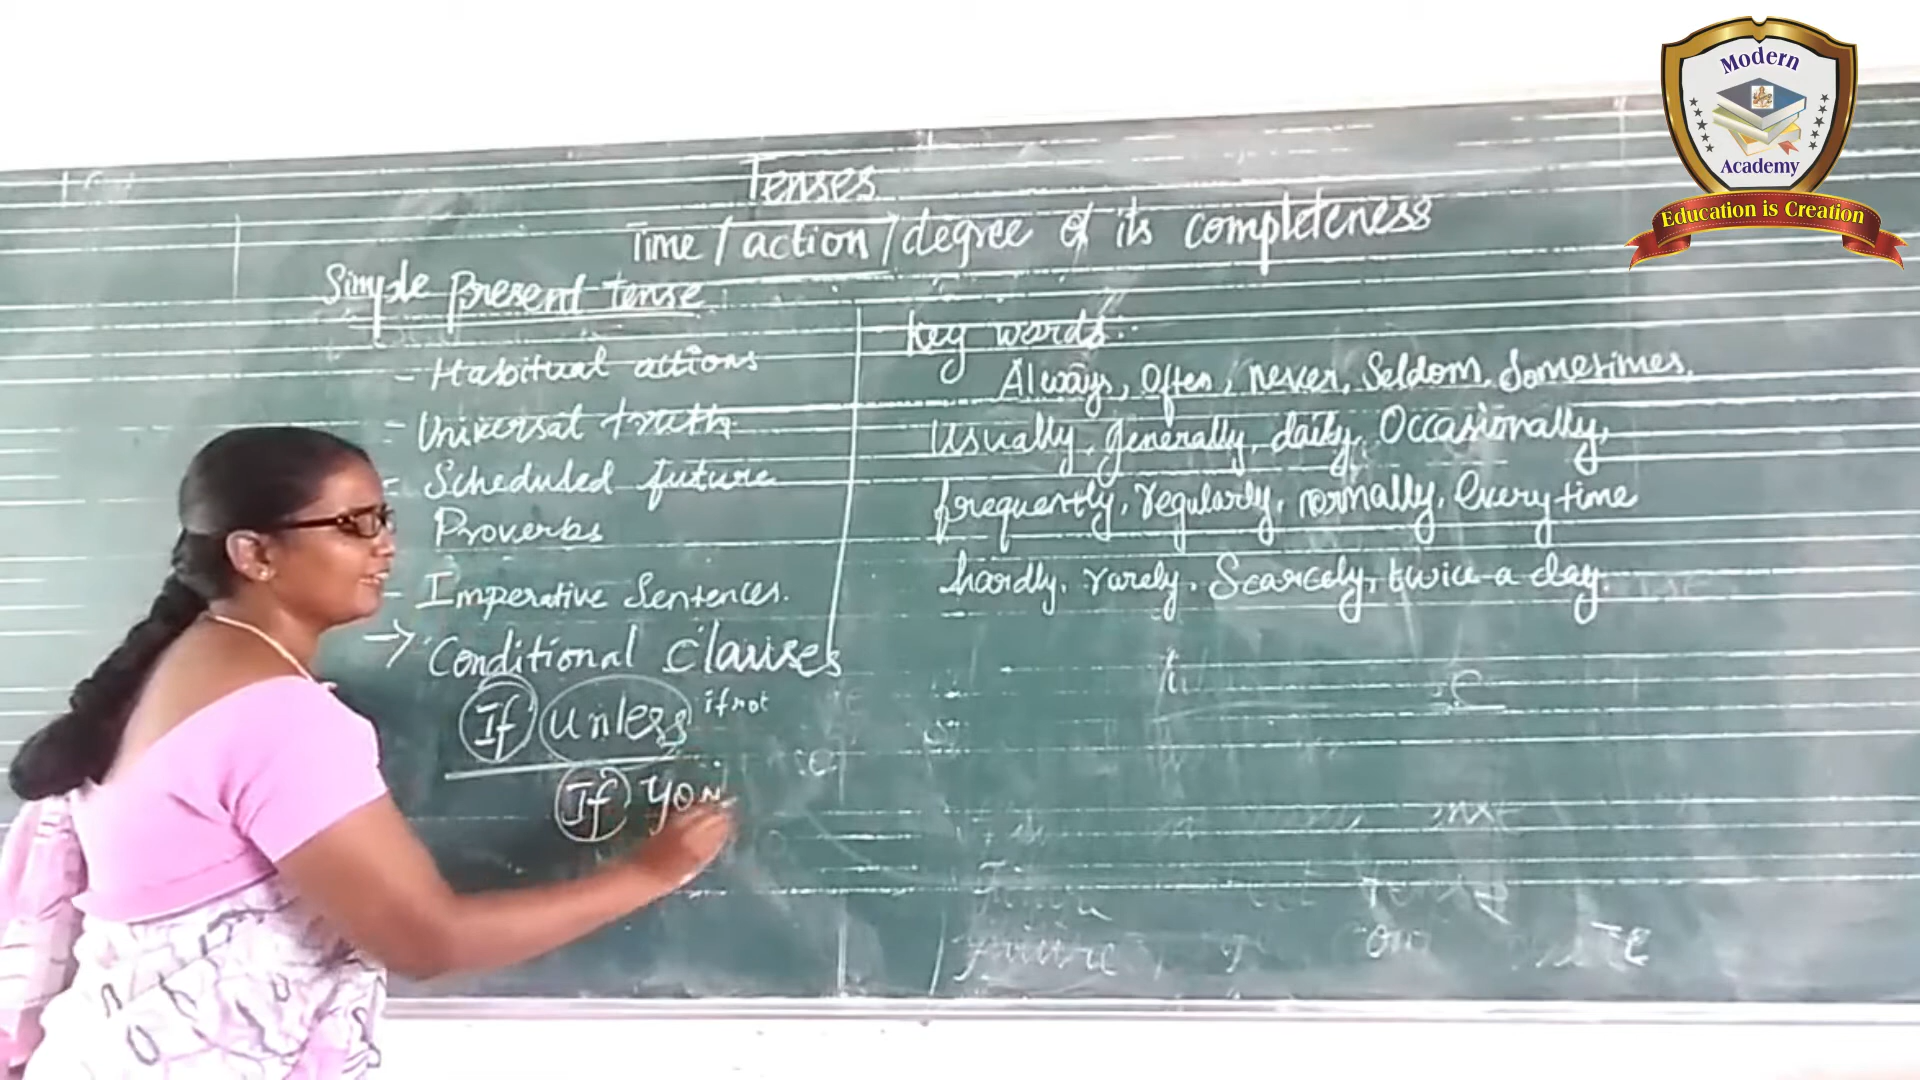 Modern
Academy
Education is Creation
Tenses
Time / action / degree of its completeness
Simple present tense
- Habitual actions
- Universal truth
- Scheduled future
Proverbs
- Imperative Sentences.
→ Conditional clauses
If unless if not
If you
Key words:
Always, Often, never, Seldom, Sometimes,
Usually, generally, daily, Occasionally,
frequently, regularly, normally, every time
hardly, rarely, Scarcely, twice a day.
future